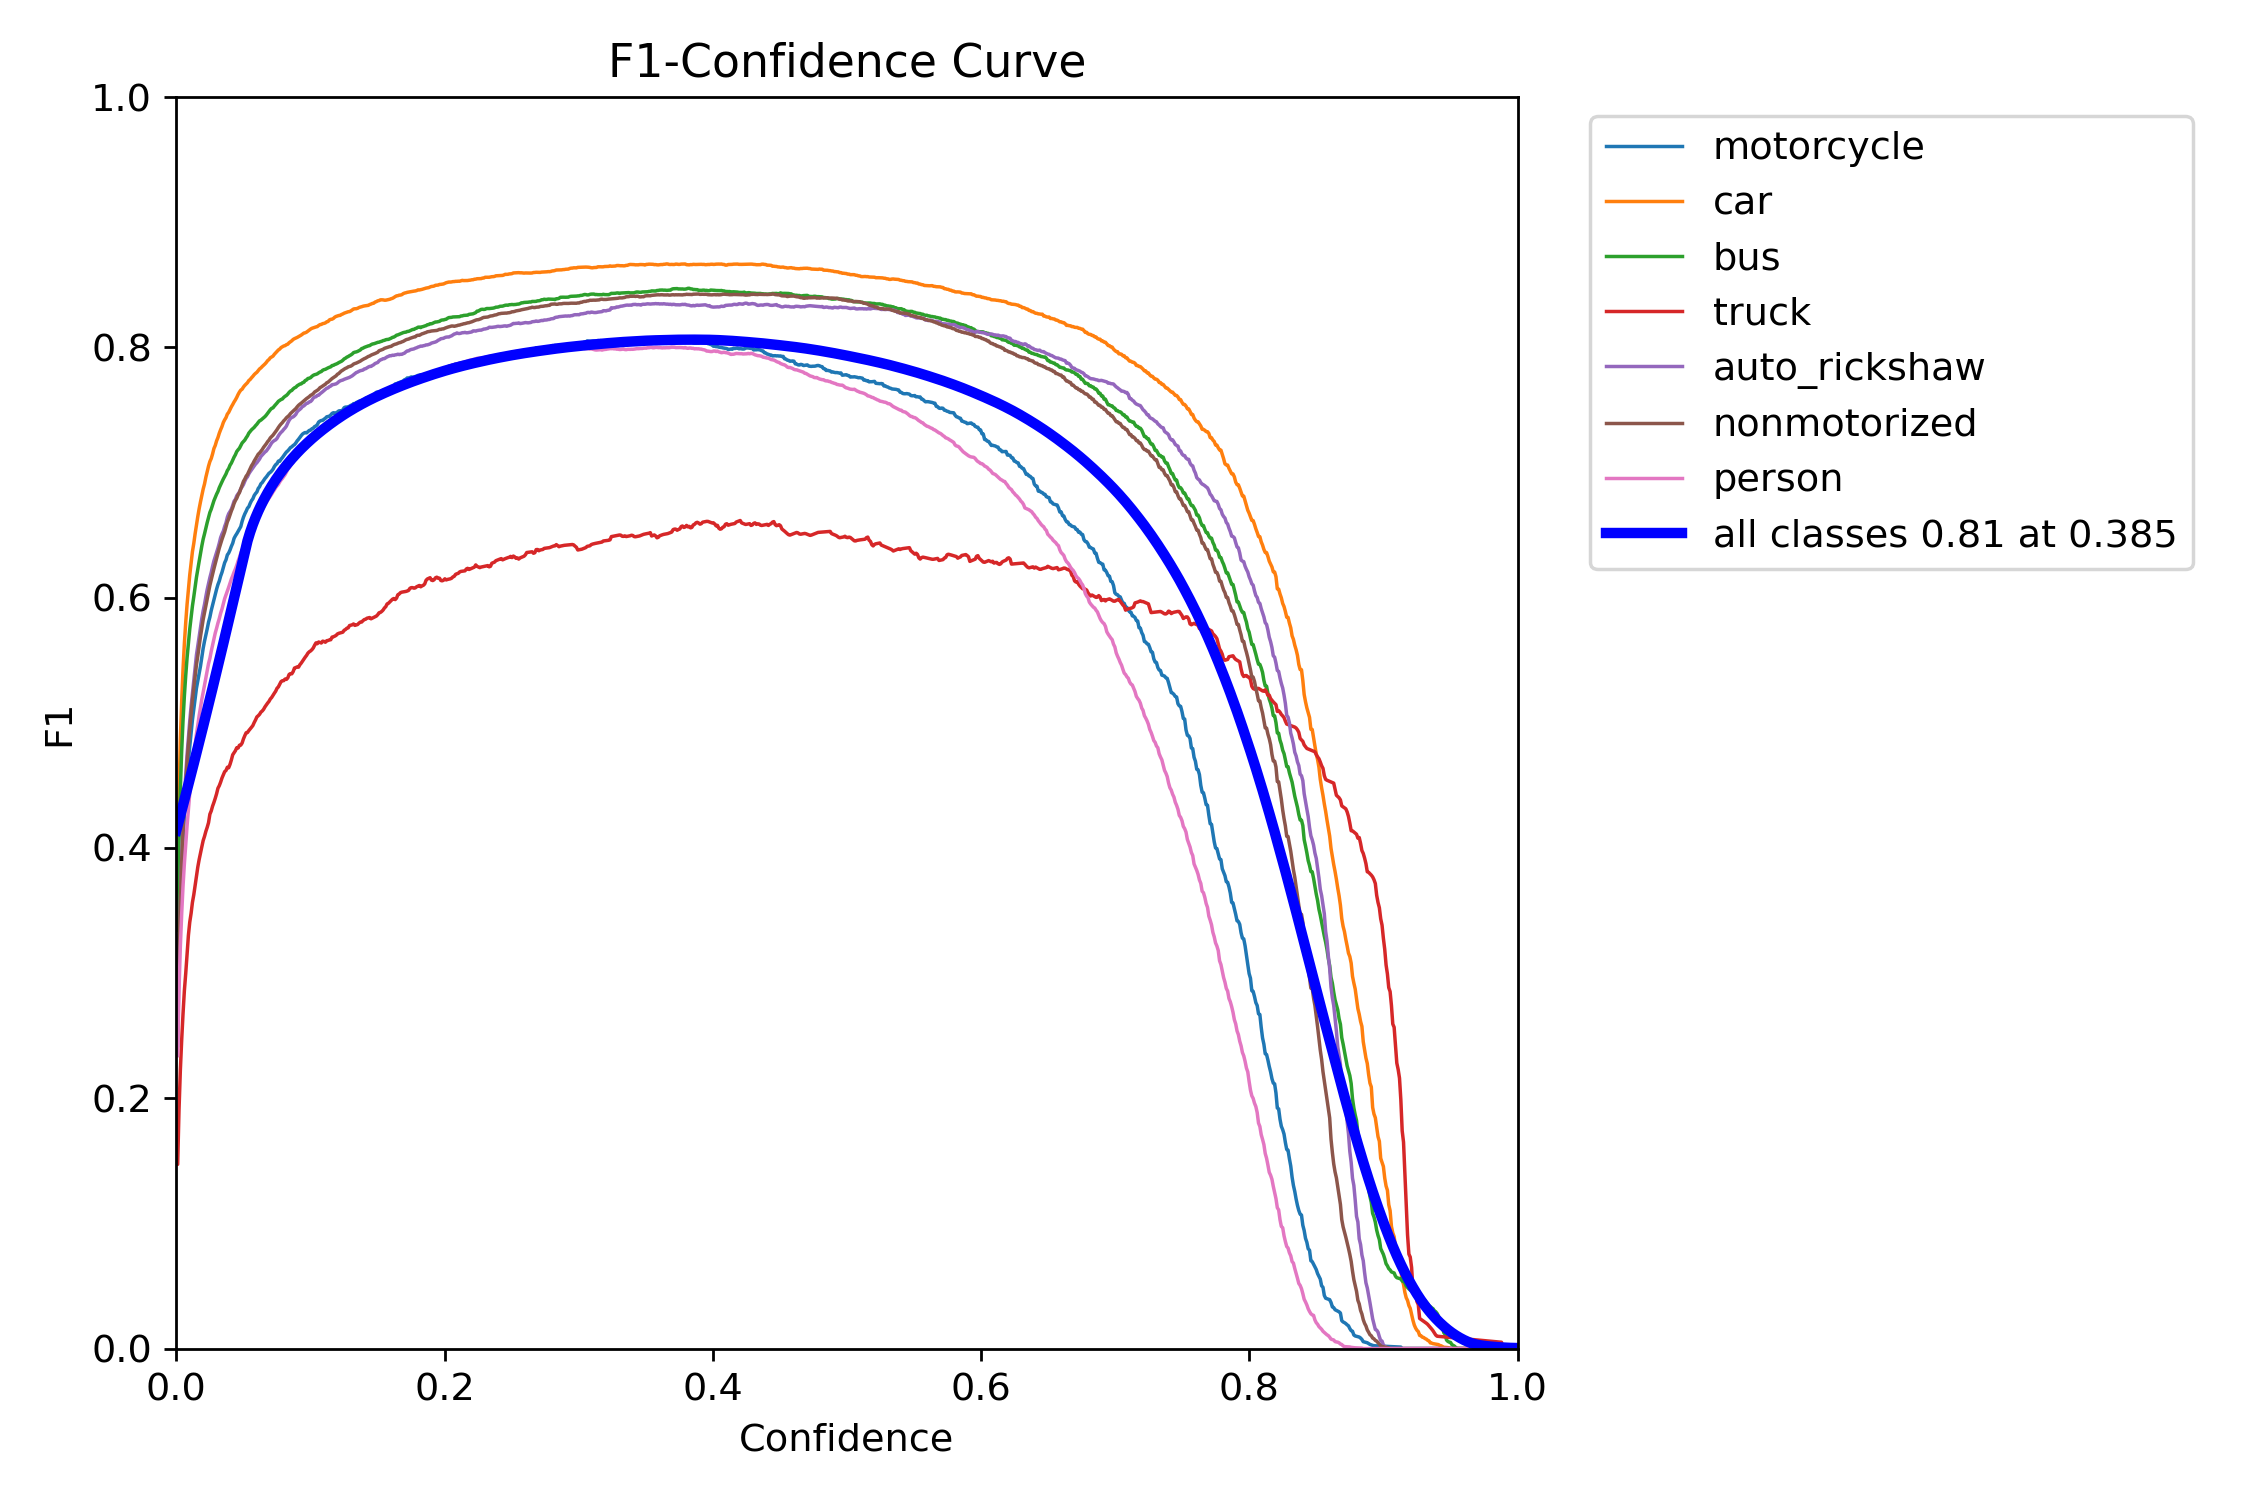 F1-Confidence Curve
1.0
0.8
0.6
0.4
0.2
0.0
F1
0.0 0.2 0.4 0.6 0.8 1.0
Confidence
motorcycle
car
bus
truck
auto_rickshaw
nonmotorized
person
all classes 0.81 at 0.385